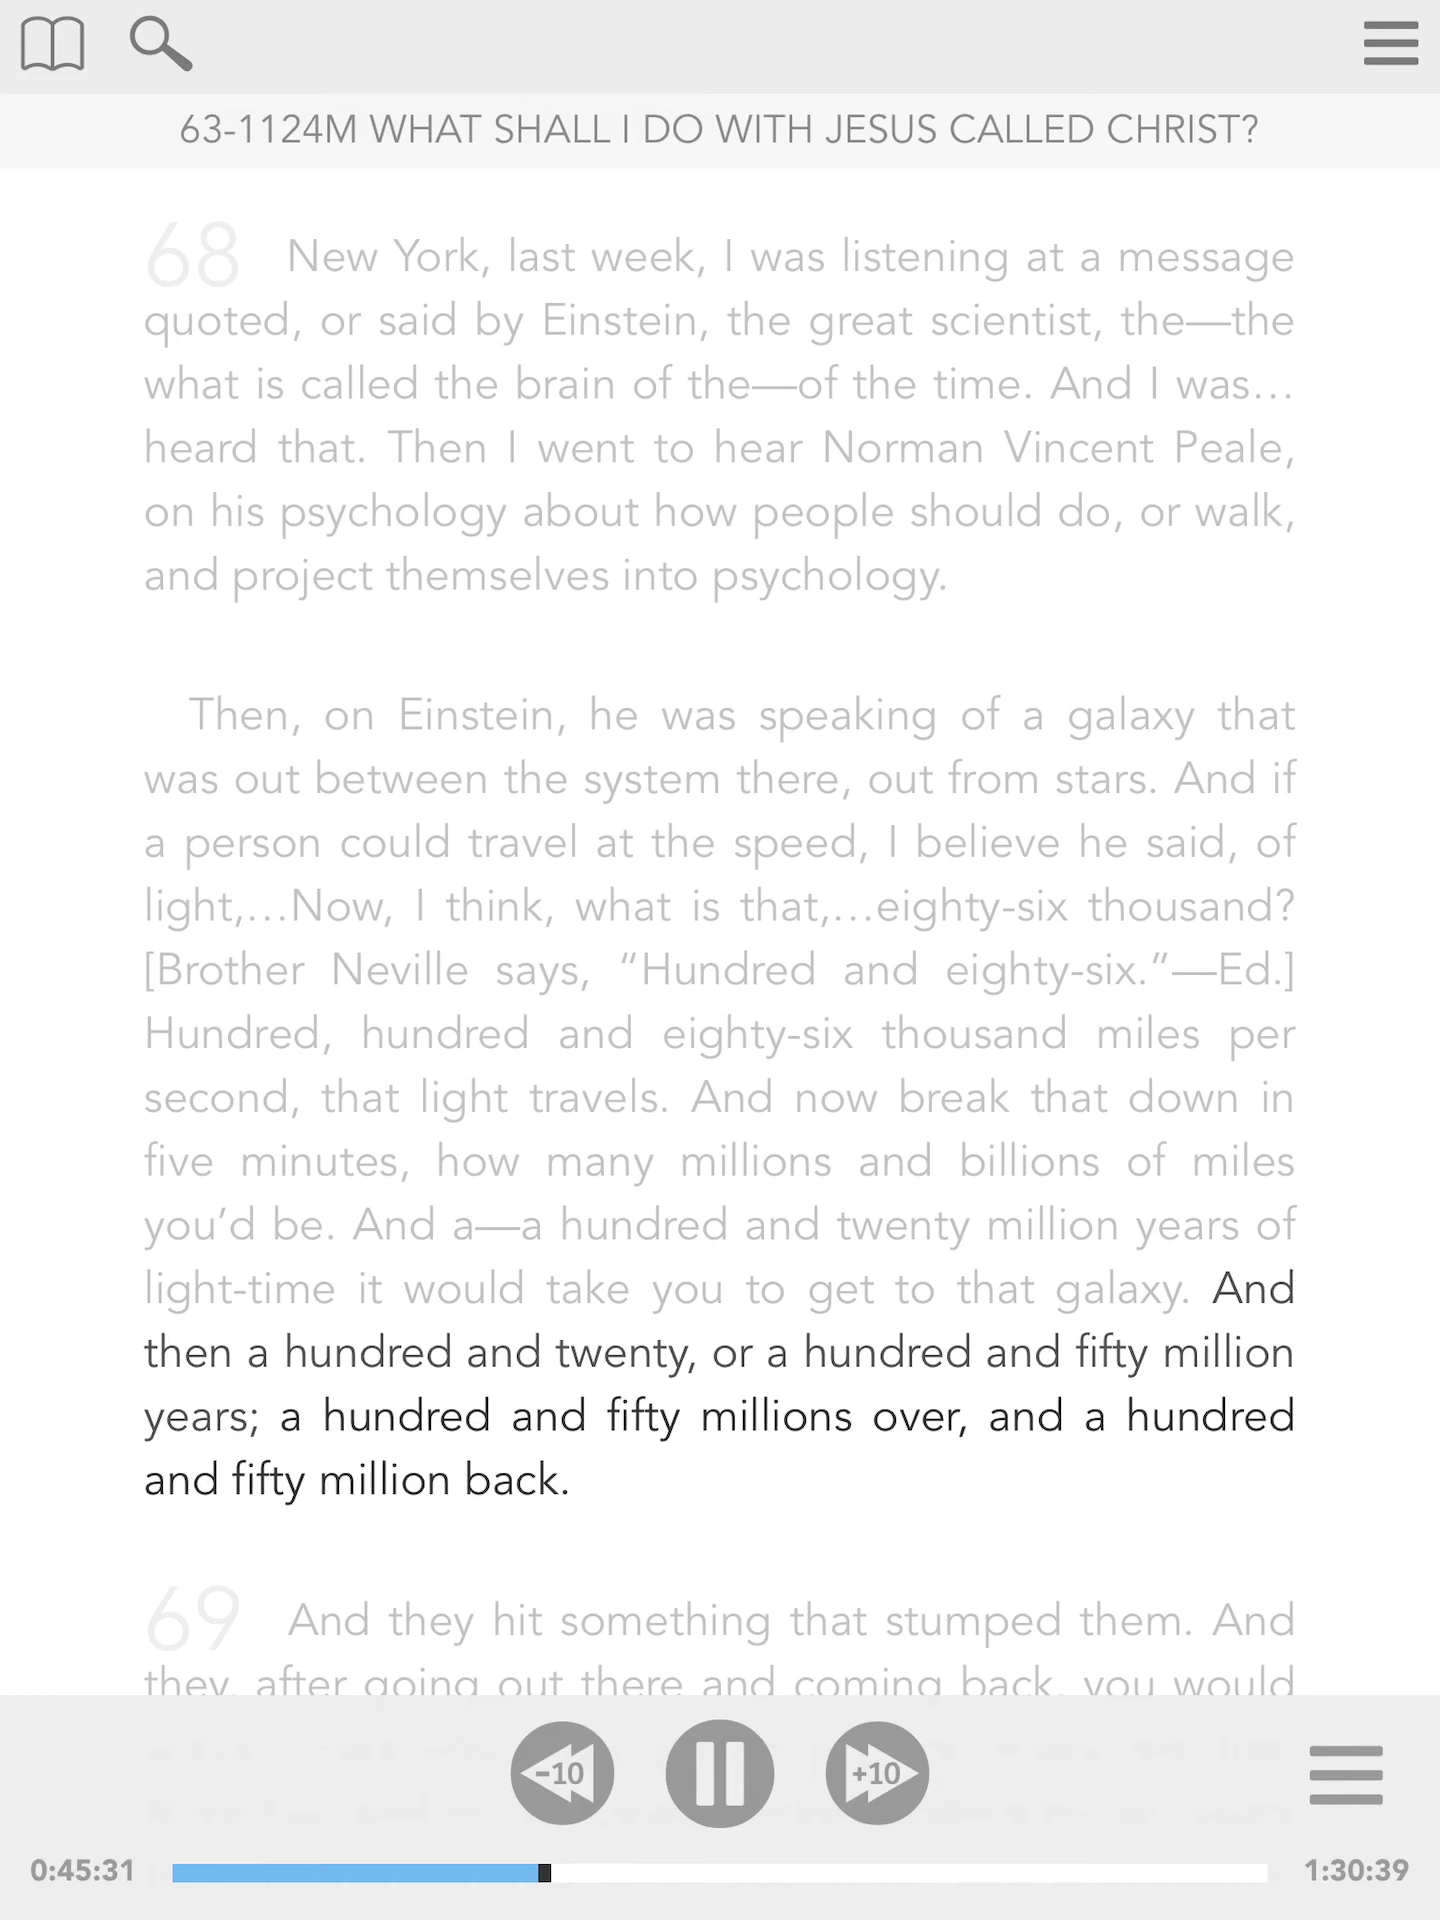 63-1124M WHAT SHALL I DO WITH JESUS CALLED CHRIST?
68 New York, last week, I was listening at a message
quoted, or said by Einstein, the great scientist, the—the
what is called the brain of the—of the time. And I was…
heard that. Then I went to hear Norman Vincent Peale,
on his psychology about how people should do, or walk,
and project themselves into psychology.
Then, on Einstein, he was speaking of a galaxy that
was out between the system there, out from stars. And if
a person could travel at the speed, I believe he said, of
light,…Now, I think, what is that,…eighty-six thousand?
[Brother Neville says, “Hundred and eighty-six.”—Ed.]
Hundred, hundred and eighty-six thousand miles per
second, that light travels. And now break that down in
five minutes, how many millions and billions of miles
you’d be. And a—a hundred and twenty million years of
light-time it would take you to get to that galaxy. And
then a hundred and twenty, or a hundred and fifty million
years; a hundred and fifty millions over, and a hundred
and fifty million back.
69 And they hit something that stumped them. And
they, after going out there and coming back, you would
-10 +10
0:45:31 1:30:39